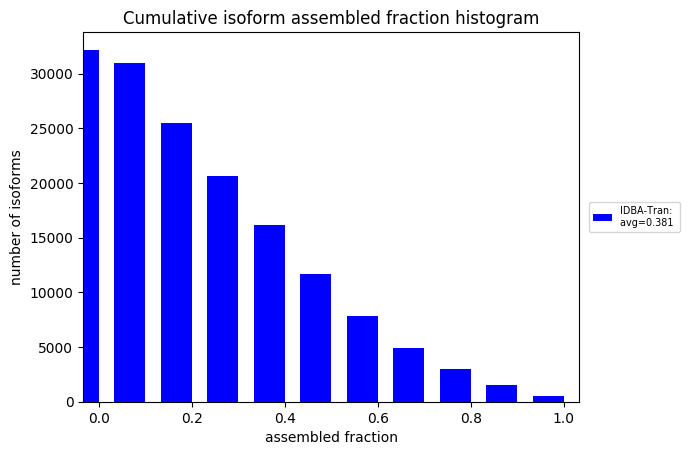 Cumulative isoform assembled fraction histogram
number of isoforms
30000
25000
20000
15000
10000
5000
0
0.0 0.2 0.4 0.6 0.8 1.0
assembled fraction
IDBA-Tran:
avg=0.381